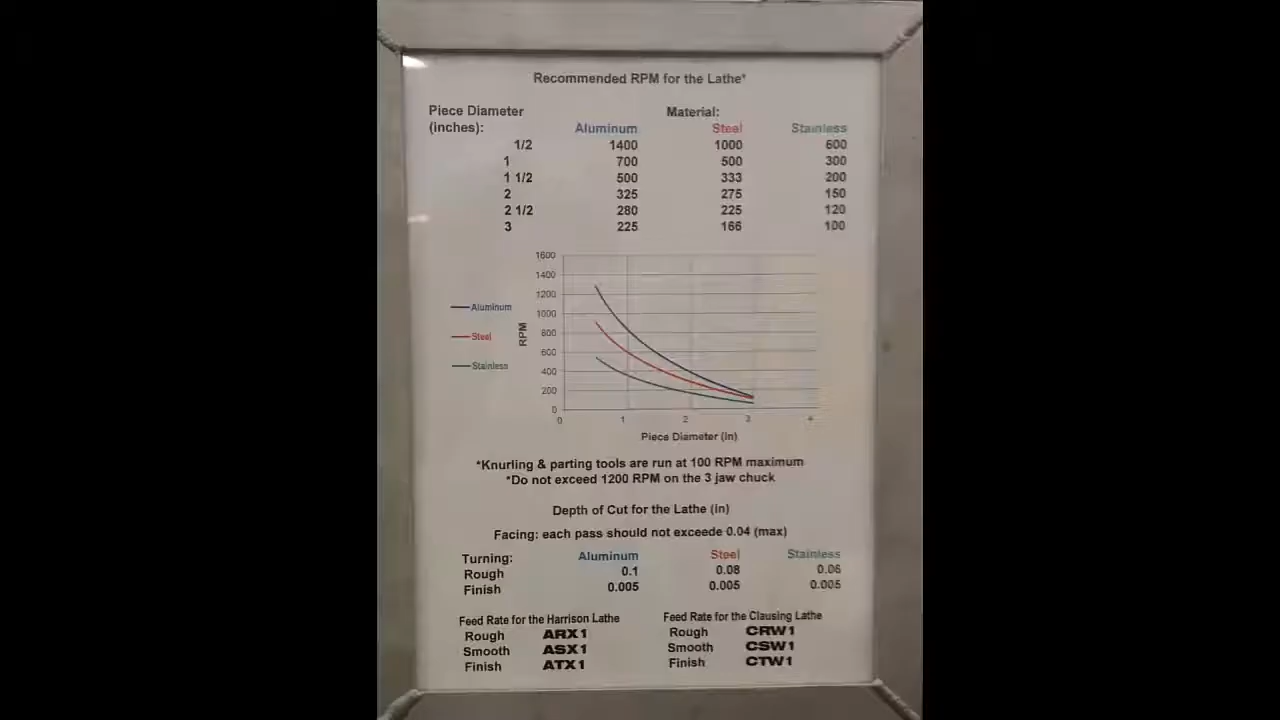 Recommended RPM for the Lathe*
Piece Diameter Material:
(inches): Aluminum Steel Stainless
1/2 1400 1000 600
1 700 500 300
1 1/2 500 333 200
2 325 275 150
2 1/2 280 225 120
3 225 166 100
1600
1400
1200
1000
800
600
400
200
0
RPM
Aluminum
Steel
Stainless
0 1 2 3 4
Piece Diameter (in)
*Knurling & parting tools are run at 100 RPM maximum
*Do not exceed 1200 RPM on the 3 jaw chuck
Depth of Cut for the Lathe (in)
Facing: each pass should not exceede 0.04 (max)
Turning: Aluminum Steel Stainless
Rough 0.1 0.08 0.06
Finish 0.005 0.005 0.005
Feed Rate for the Harrison Lathe Feed Rate for the Clausing Lathe
Rough ARX1 Rough CRW1
Smooth ASX1 Smooth CSW1
Finish ATX1 Finish CTW1